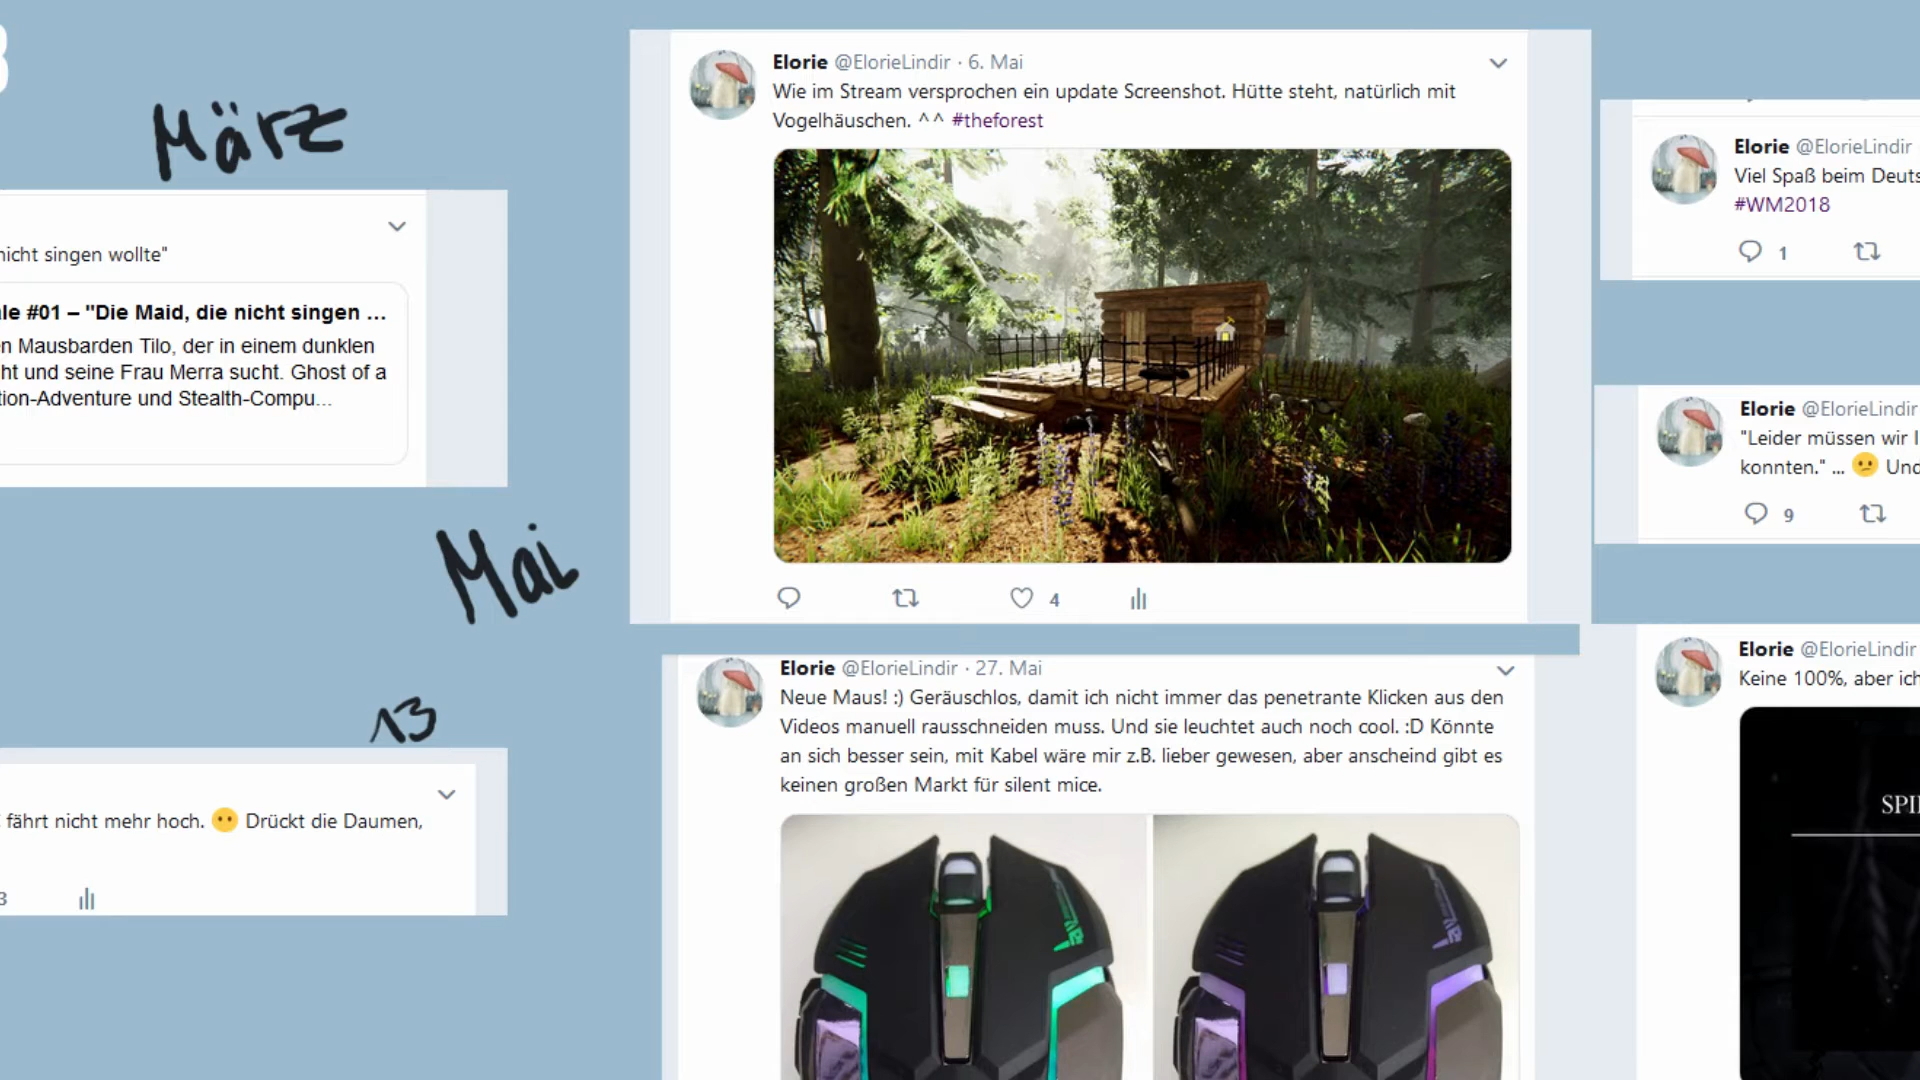 März
nicht singen wollte"
le #01 – "Die Maid, die nicht singen ...
n Mausbarden Tilo, der in einem dunklen
ht und seine Frau Merra sucht. Ghost of a
tion-Adventure und Stealth-Compu...
Mai
13
fährt nicht mehr hoch. 😶 Drückt die Daumen,
3
Elorie @ElorieLindir · 6. Mai
Wie im Stream versprochen ein update Screenshot. Hütte steht, natürlich mit
Vogelhäuschen. ^^ #theforest
4
Elorie @ElorieLindir · 27. Mai
Neue Maus! :) Geräuschlos, damit ich nicht immer das penetrante Klicken aus den
Videos manuell rausschneiden muss. Und sie leuchtet auch noch cool. :D Könnte
an sich besser sein, mit Kabel wäre mir z.B. lieber gewesen, aber anscheind gibt es
keinen großen Markt für silent mice.
Elorie @ElorieLindir
Viel Spaß beim Deuts
#WM2018
1
Elorie @ElorieLindir
"Leider müssen wir I
konnten." ... 😕 Und
9
Elorie @ElorieLindir
Keine 100%, aber ich
SPI